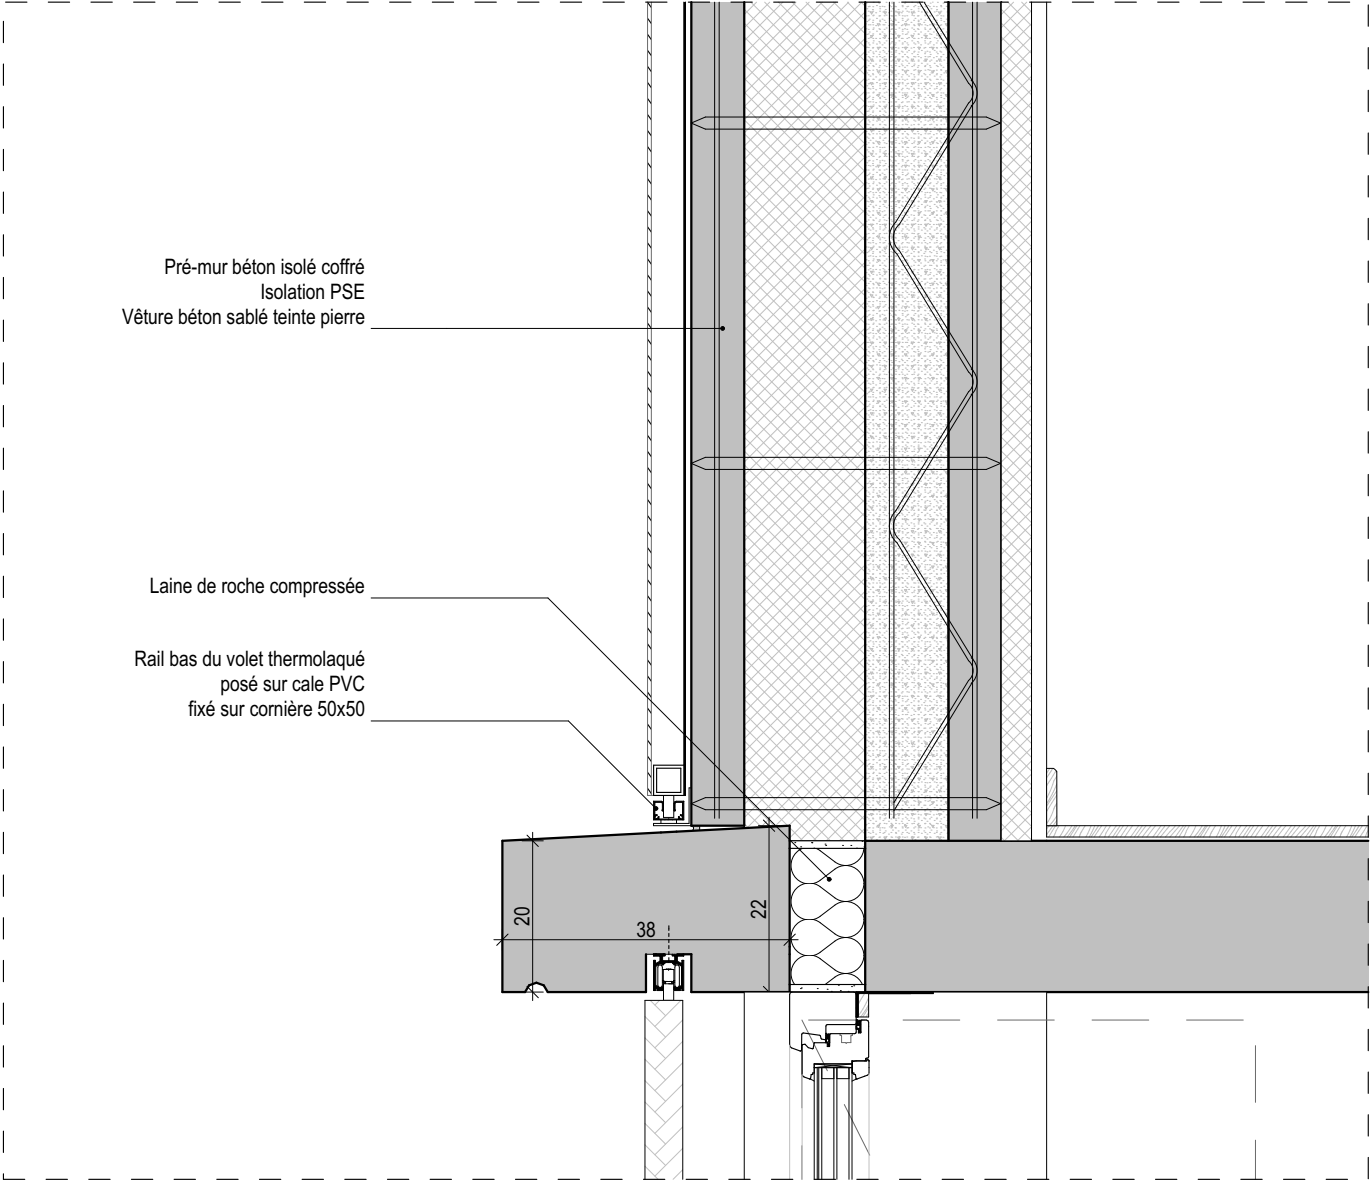 Pré-mur béton isolé coffré
Isolation PSE
Vêture béton sablé teinte pierre
Laine de roche compressée
Rail bas du volet thermolaqué
posé sur cale PVC
fixé sur cornière 50x50
20
38
22